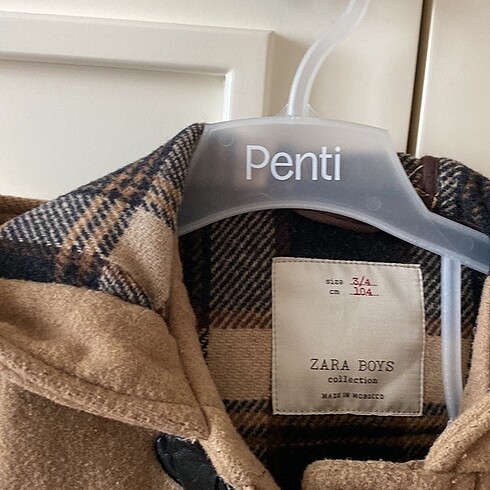 Penti
size 3/4
cm 104
ZARA BOYS
collection
MADE IN MOROCCO